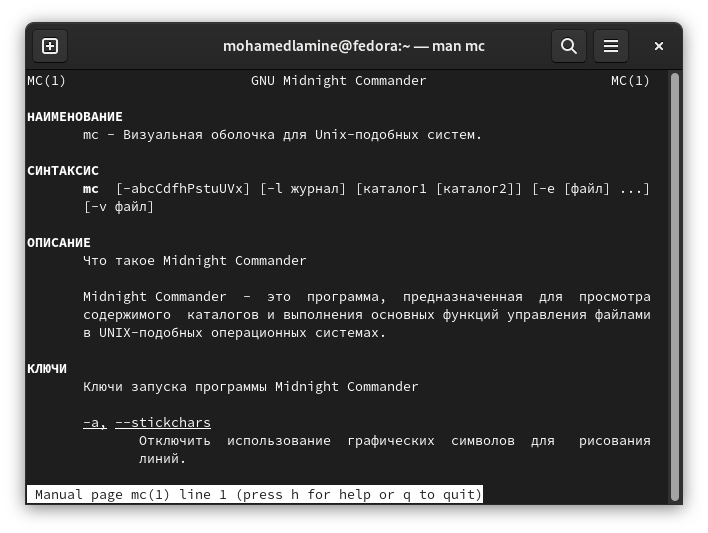 mohamedlamine@fedora:~ — man mc
MC(1) GNU Midnight Commander MC(1)
НАИМЕНОВАНИЕ
mc - Визуальная оболочка для Unix-подобных систем.
СИНТАКСИС
mc [-abcCdfhPstuUVx] [-l журнал] [каталог1 [каталог2]] [-e [файл] ...]
[-v файл]
ОПИСАНИЕ
Что такое Midnight Commander
Midnight Commander - это программа, предназначенная для просмотра
содержимого каталогов и выполнения основных функций управления файлами
в UNIX-подобных операционных системах.
КЛЮЧИ
Ключи запуска программы Midnight Commander
-a, --stickchars
Отключить использование графических символов для рисования
линий.
Manual page mc(1) line 1 (press h for help or q to quit)